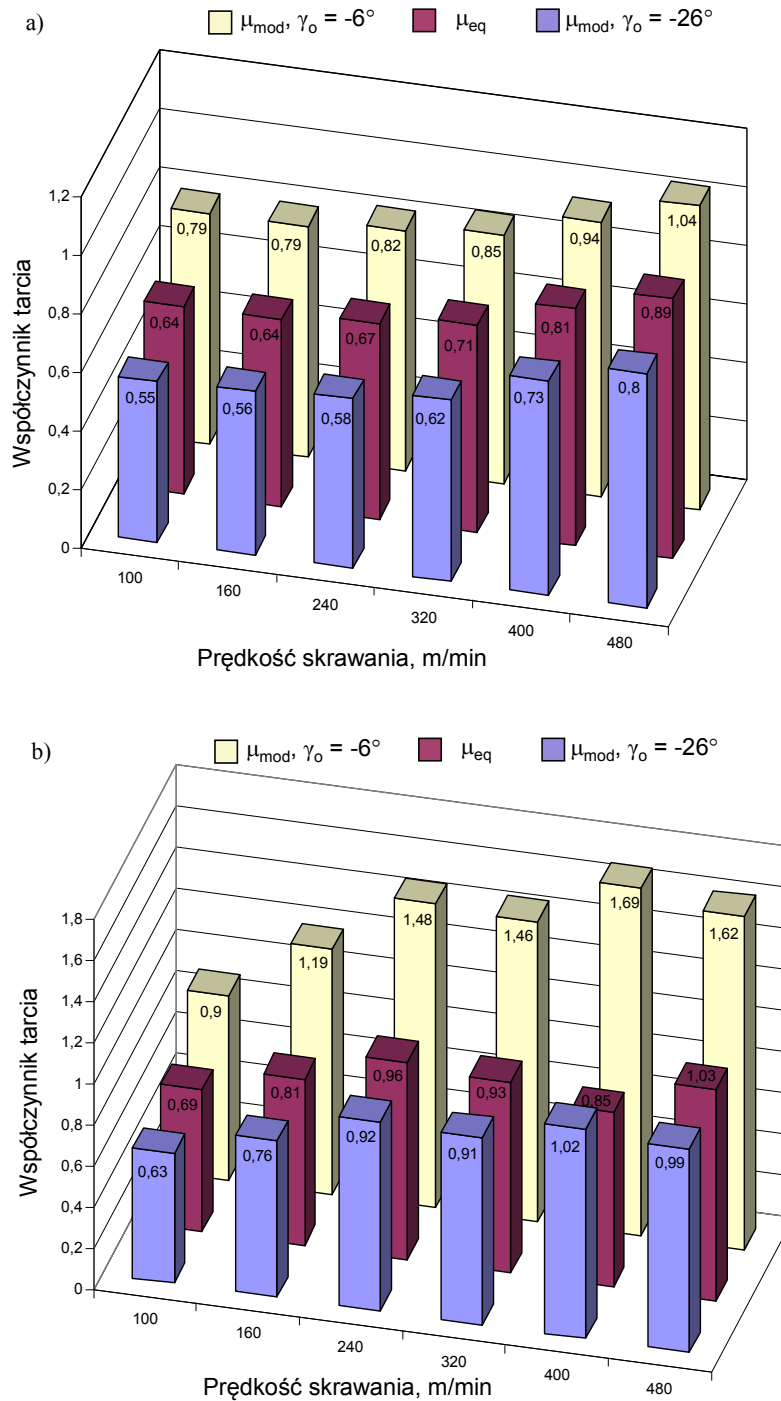 a)
μmod, γo = -6° μeq μmod, γo = -26°
1,2
1
0,8
0,6
0,4
0,2
0
Współczynnik tarcia
0,79 0,79 0,82 0,85 0,94 1,04
0,64 0,64 0,67 0,71 0,81 0,89
0,55 0,56 0,58 0,62 0,73 0,8
100 160 240 320 400 480
Prędkość skrawania, m/min
b)
μmod, γo = -6° μeq μmod, γo = -26°
1,8
1,6
1,4
1,2
1
0,8
0,6
0,4
0,2
0
Współczynnik tarcia
0,9 1,19 1,48 1,46 1,69 1,62
0,69 0,81 0,96 0,93 0,85 1,03
0,63 0,76 0,92 0,91 1,02 0,99
100 160 240 320 400 480
Prędkość skrawania, m/min